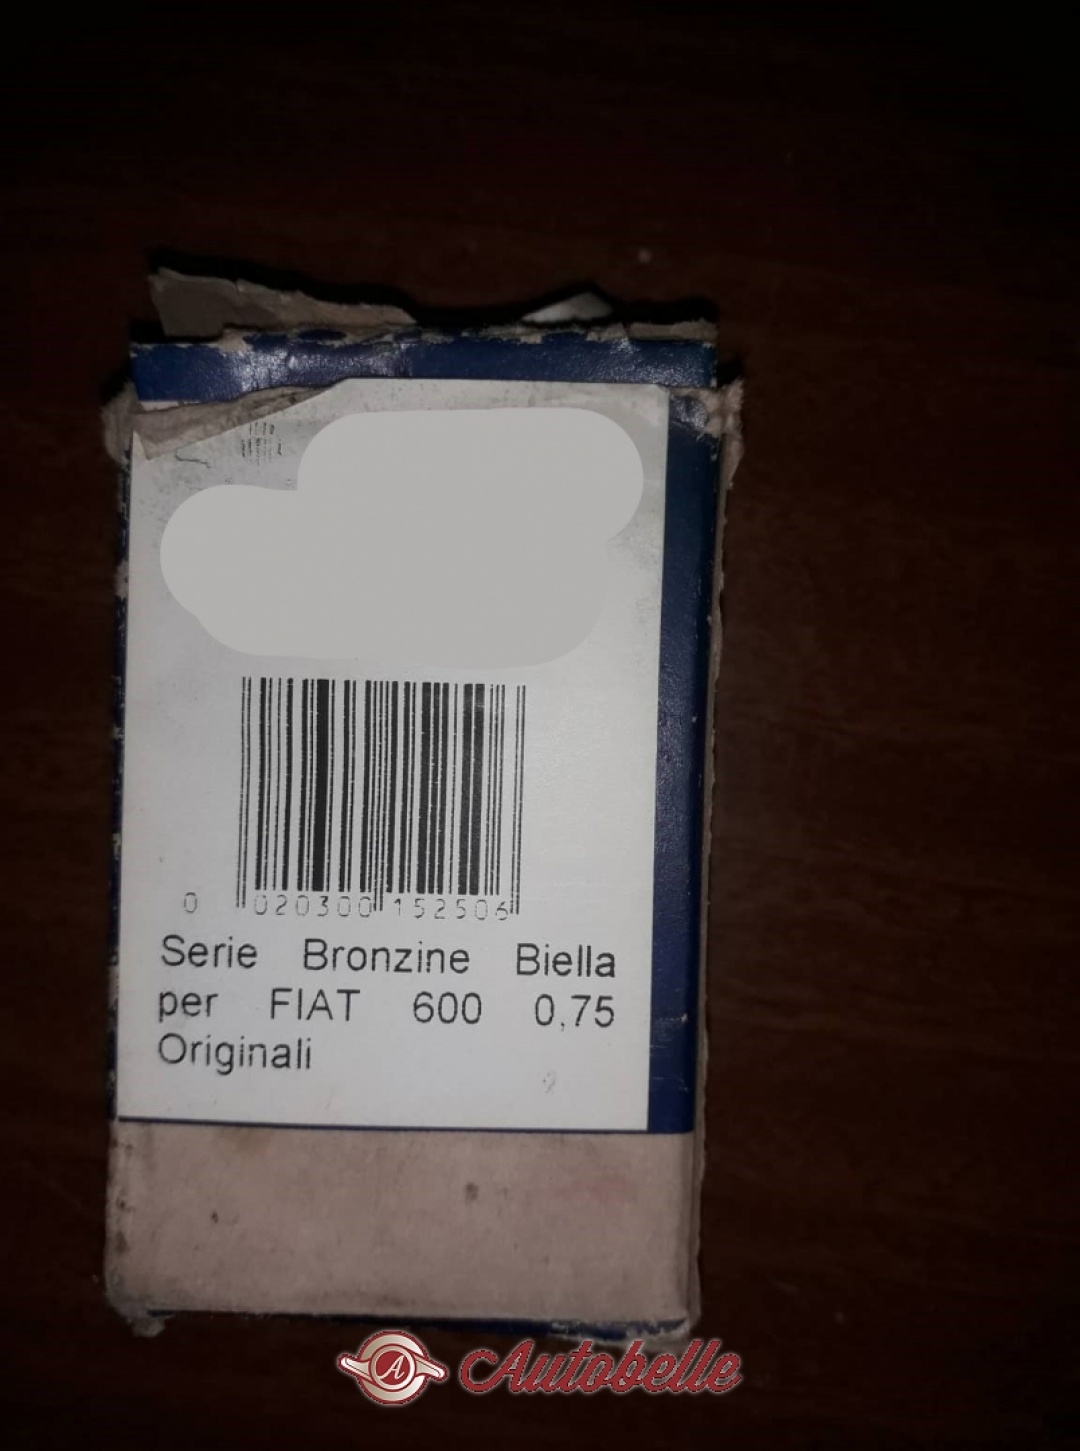 0 020300 152506
Serie Bronzine Biella
per FIAT 600 0,75
Originali
A Autobelle